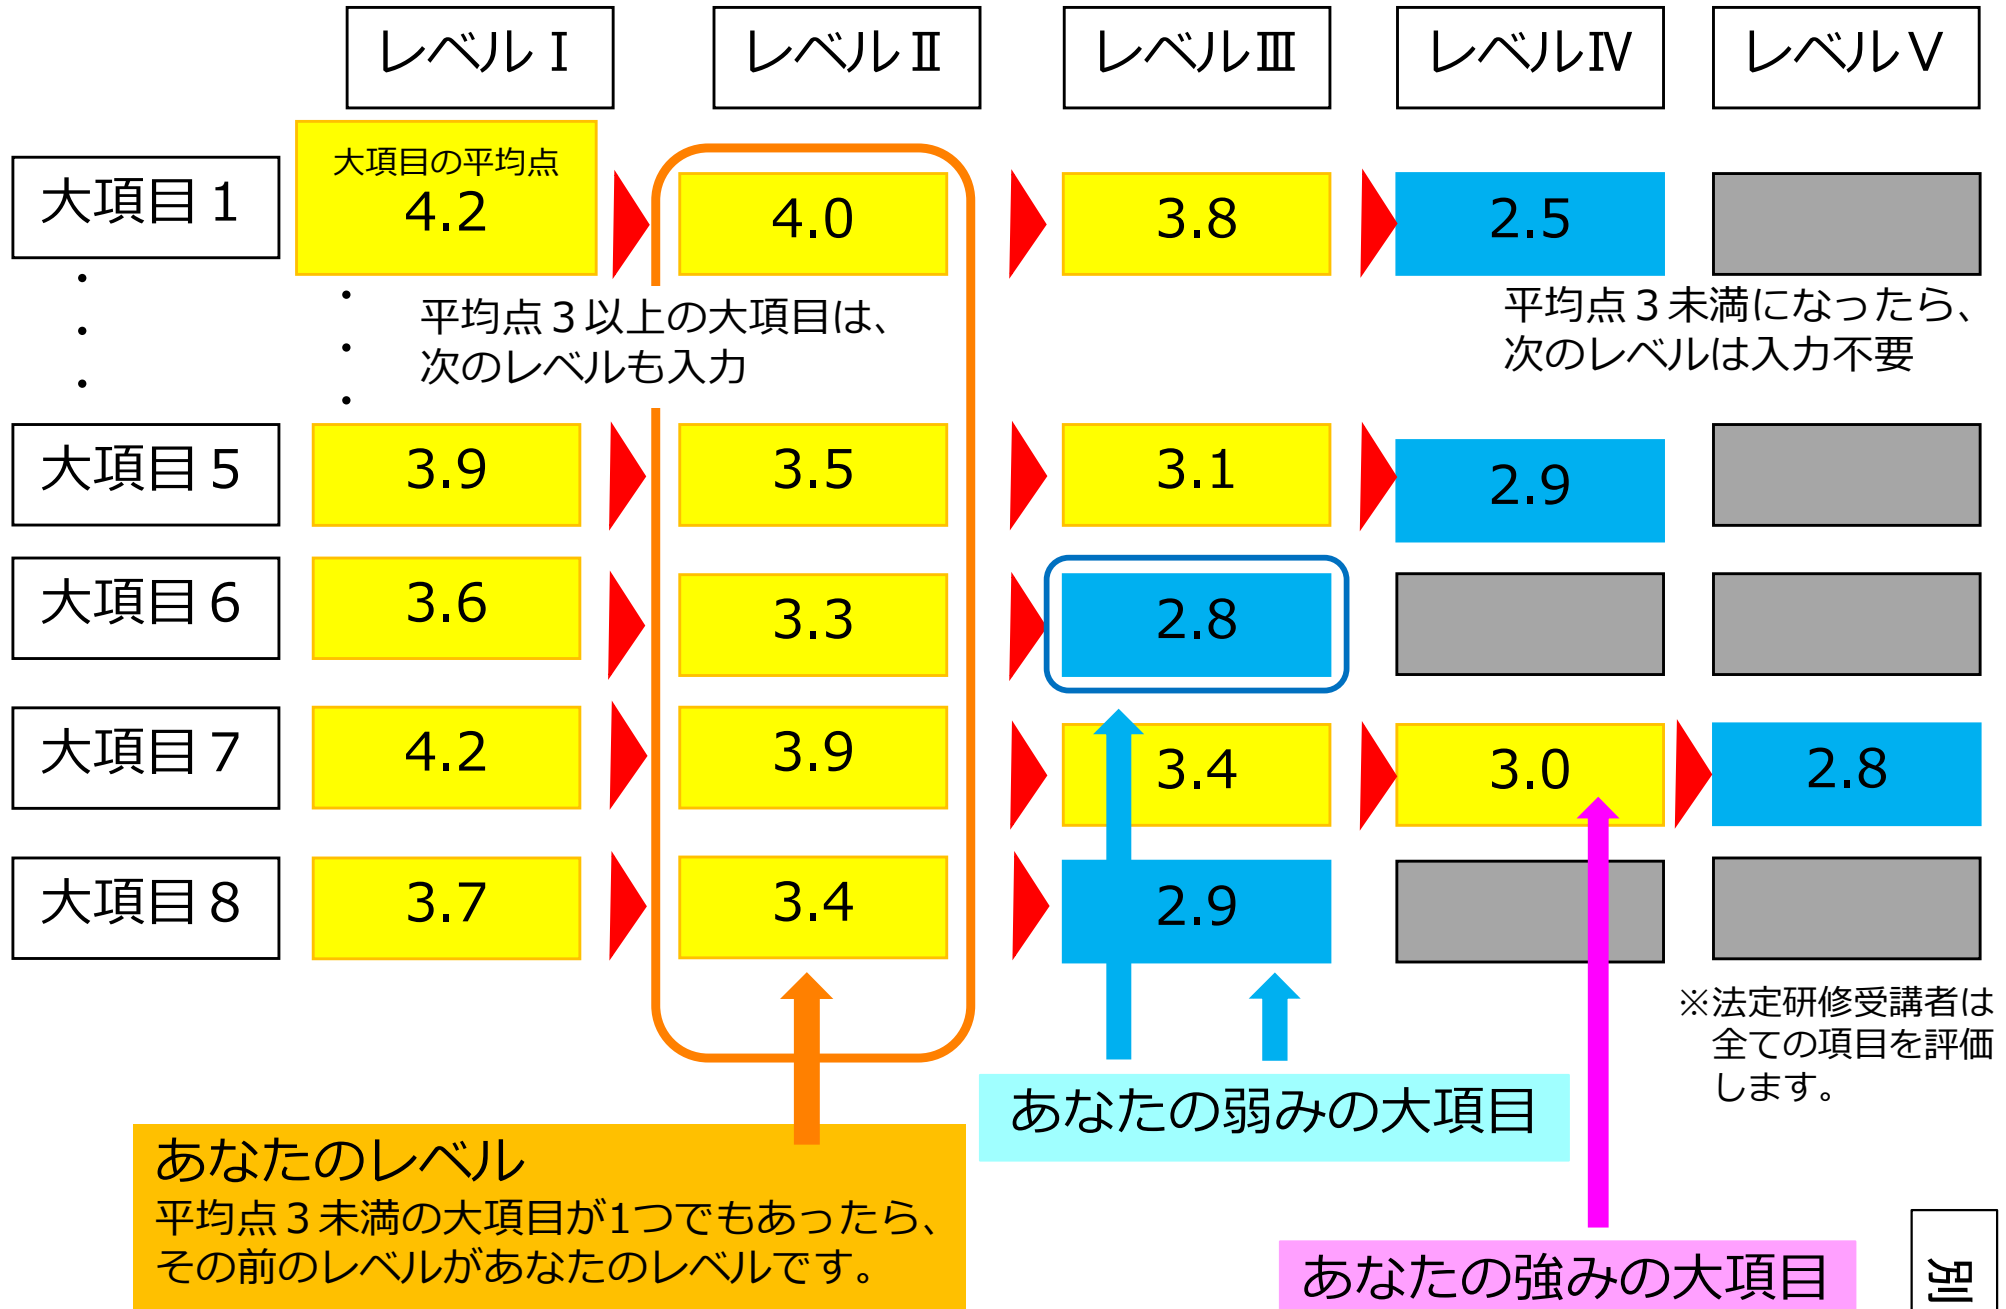 レベルⅠ
レベルⅡ
レベルⅢ
レベルⅣ
レベルⅤ
大項目1
大項目の平均点
4.2
4.0
3.8
2.5
・
・
・
・
・
・
平均点3以上の大項目は、
次のレベルも入力
平均点3未満になったら、
次のレベルは入力不要
大項目5
3.9
3.5
3.1
2.9
大項目6
3.6
3.3
2.8
大項目7
4.2
3.9
3.4
3.0
2.8
大項目8
3.7
3.4
2.9
※法定研修受講者は
全ての項目を評価
します。
あなたの弱みの大項目
あなたのレベル
平均点3未満の大項目が1つでもあったら、
その前のレベルがあなたのレベルです。
あなたの強みの大項目
別